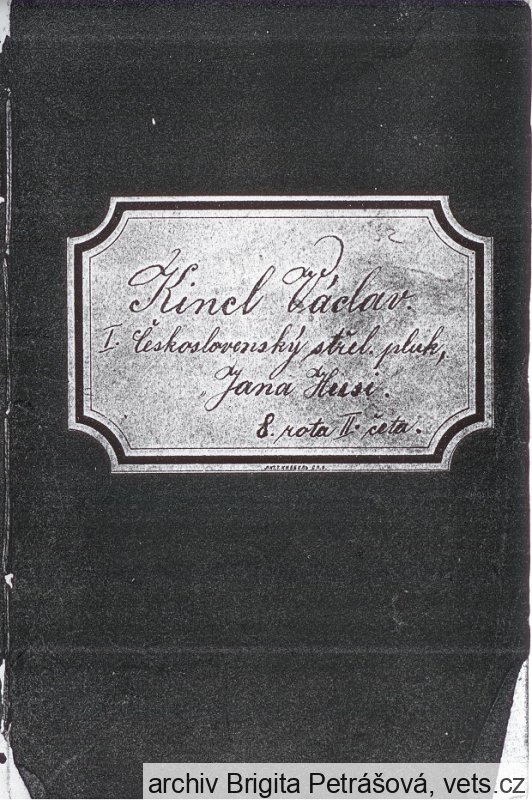 Kincl Václav.
I. Československý střel. pluk,
"Jana Husi.
8. rota II. četa.
archiv Brigita Petrášová, vets.cz